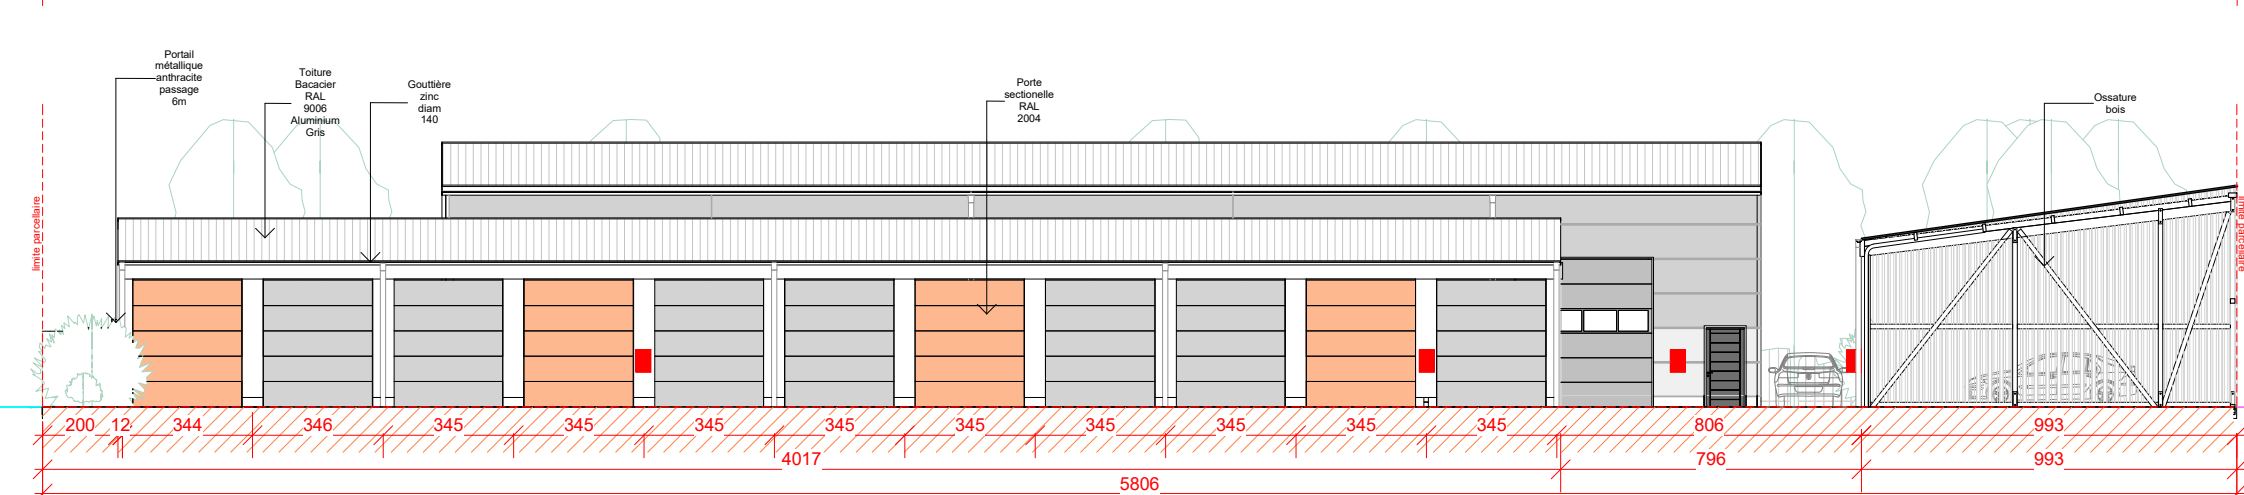 Portail
métallique
anthracite
passage
6m
Toiture
Bacacier
RAL
9006
Aluminium
Gris
Gouttière
zinc
diam
140
Porte
sectionelle
RAL
2004
Ossature
bois
limite parcellaire
limite parcellaire
200 12 344 346 345 345 345 345 345 345 345 345 345 806 993
4017 796 993
5806